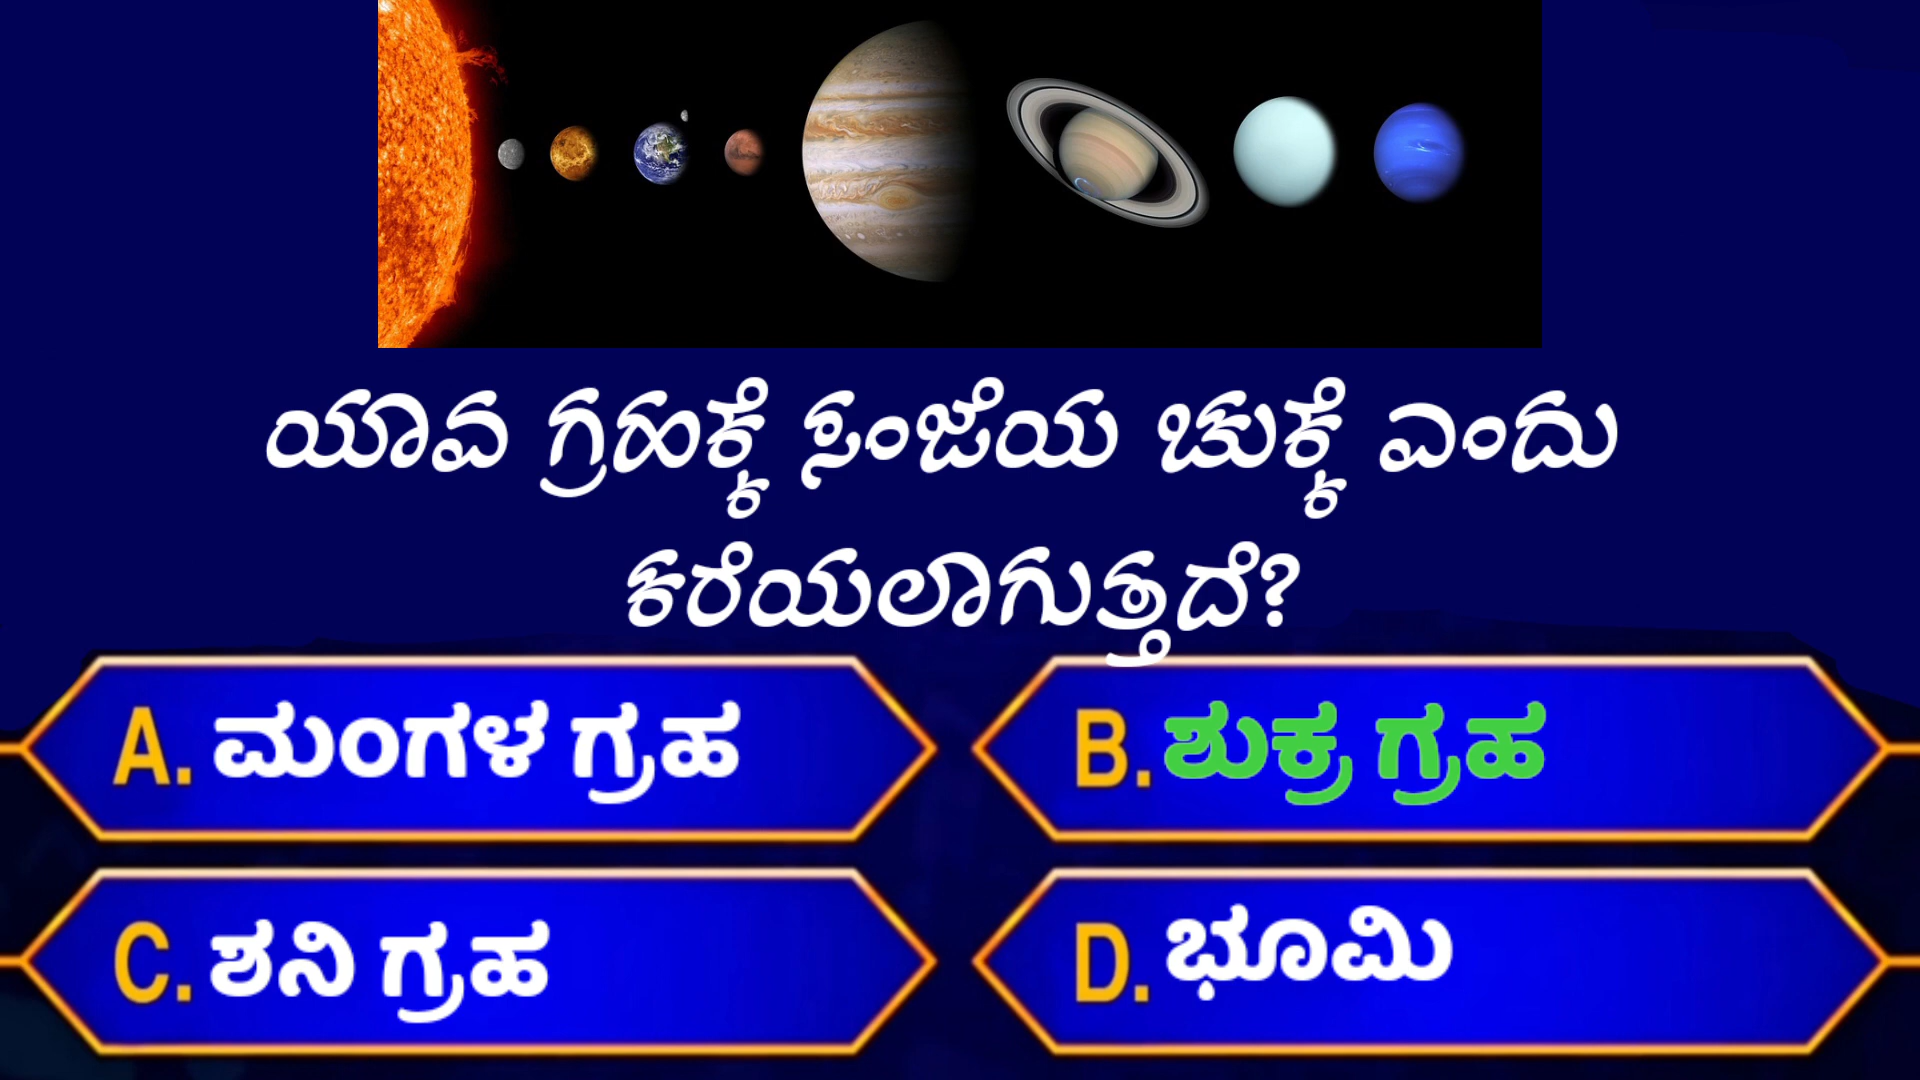 ಯಾವ ಗ್ರಹಕ್ಕೆ ಸಂಜೆಯ ಚುಕ್ಕೆ ಎಂದು
ಕರೆಯಲಾಗುತ್ತದೆ?
A. ಮಂಗಳ ಗ್ರಹ
B. ಶುಕ್ರ ಗ್ರಹ
C. ಶನಿ ಗ್ರಹ
D. ಭೂಮಿ